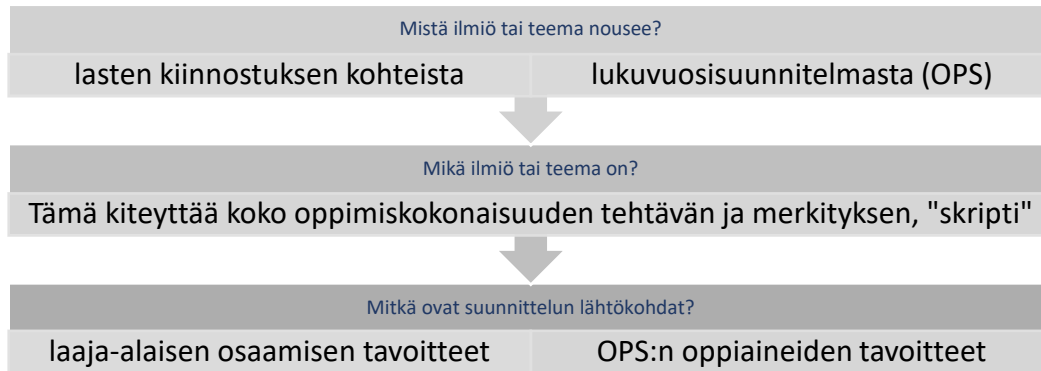 Mistä ilmiö tai teema nousee?
lasten kiinnostuksen kohteista
lukuvuosisuunnitelmasta (OPS)
Mikä ilmiö tai teema on?
Tämä kiteyttää koko oppimiskokonaisuuden tehtävän ja merkityksen, "skripti"
Mitkä ovat suunnittelun lähtökohdat?
laaja-alaisen osaamisen tavoitteet
OPS:n oppiaineiden tavoitteet